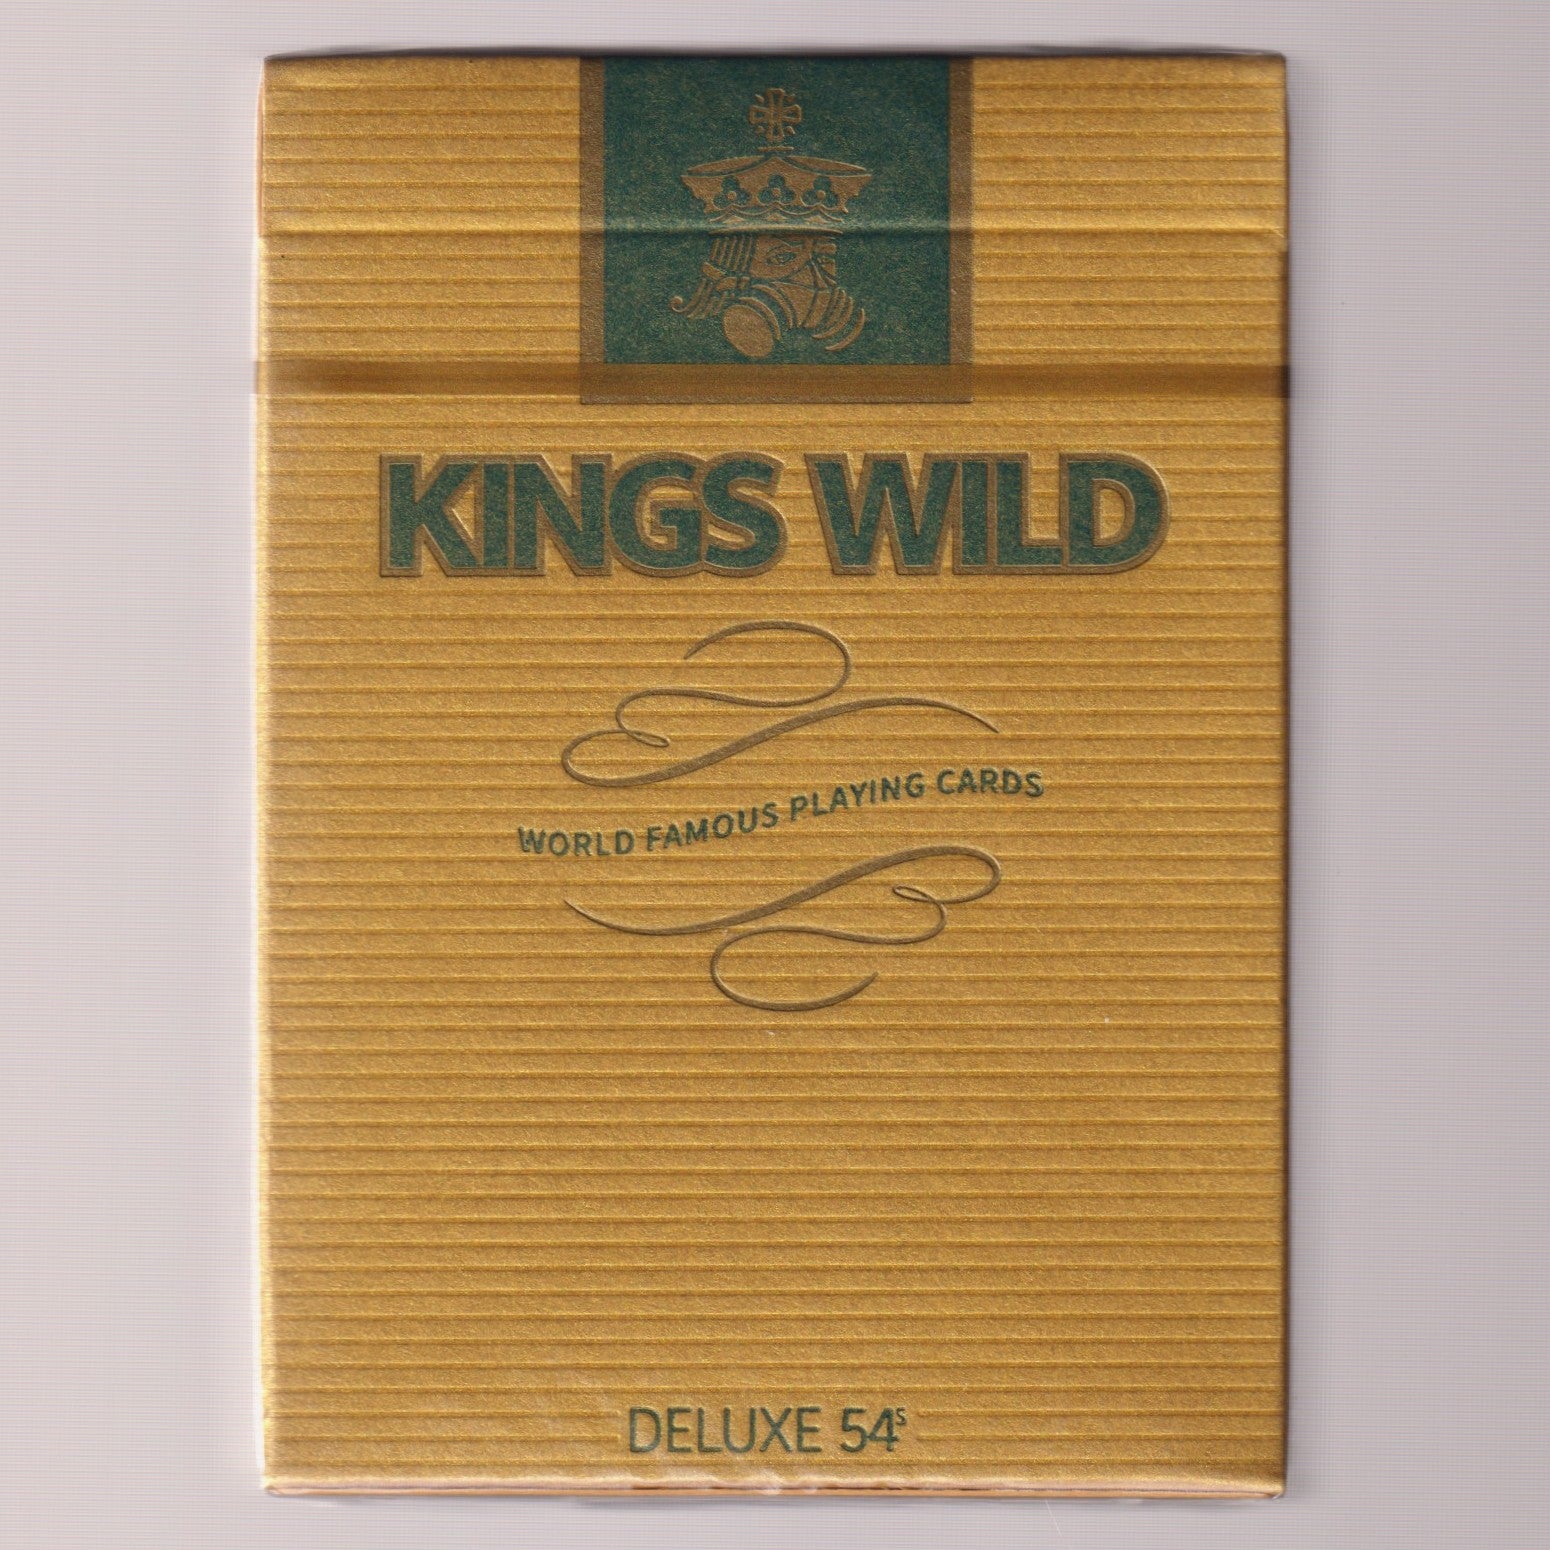 KINGS WILD
WORLD FAMOUS PLAYING CARDS
DELUXE 54s